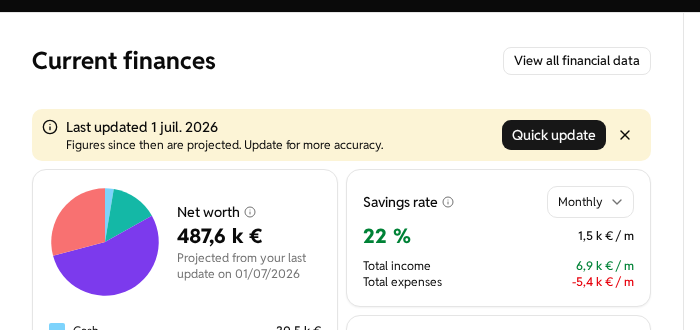 Current finances
View all financial data
Last updated 1 juil. 2026
Figures since then are projected. Update for more accuracy.
Quick update
Net worth
487,6 k €
Projected from your last
update on 01/07/2026
Cash
Savings rate
Monthly
22 %
1,5 k € / m
Total income
6,9 k € / m
Total expenses
-5,4 k € / m